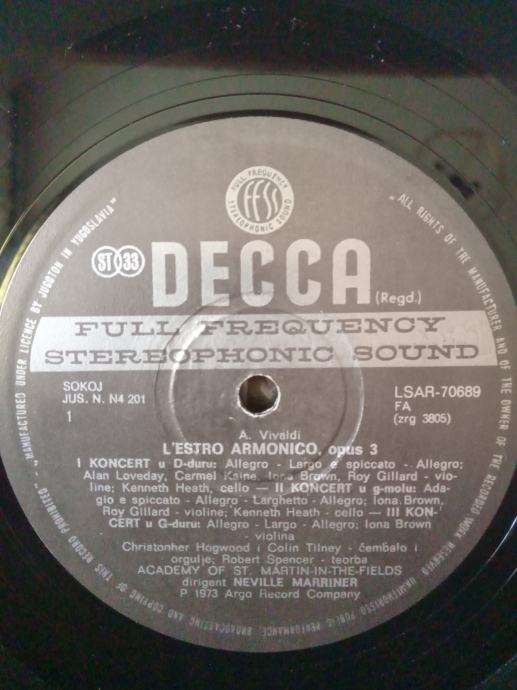 FULL FREQUENCY
ffss
STEREOPHONIC SOUND
ST 33
DECCA (Regd.)
FULL FREQUENCY
STEREOPHONIC SOUND
SOKOJ
JUS. N. N4 201
1
LSAR-70689
FA
(zrg 3805)
A. Vivaldi
L'ESTRO ARMONICO, opus 3
I KONCERT u D-duru: Allegro - Largo e spiccato - Allegro;
Alan Loveday, Carmel Kaine, Iona Brown, Roy Gillard - vio-
line; Kenneth Heath, cello — II KONCERT u g-molu: Ada-
gio e spiccato - Allegro - Larghetto - Allegro; Iona.Brown,
Roy Gillard - violine; Kenneth Heath - cello — III KON-
CERT u G-duru: Allegro - Largo - Allegro; Iona Brown
- violina
Christonher Hogwood i Colin Tilney - čembalo i
orgulje; Robert Spencer - teorba
ACADEMY OF ST. MARTIN-IN-THE-FIELDS
dirigent NEVILLE MARRINER
P 1973 Argo Record Company
MANUFACTURED UNDER LICENCE BY JUGOTON IN YUGOSLAVIA"
"ALL RIGHTS OF THE MANUFACTURER AND OF THE OWNER OF THE RECORDED WORK RESERVED
UNAUTHORISED PUBLIC PERFORMANCE, BROADCASTING AND COPYING OF THIS RECORD PROHIBITED